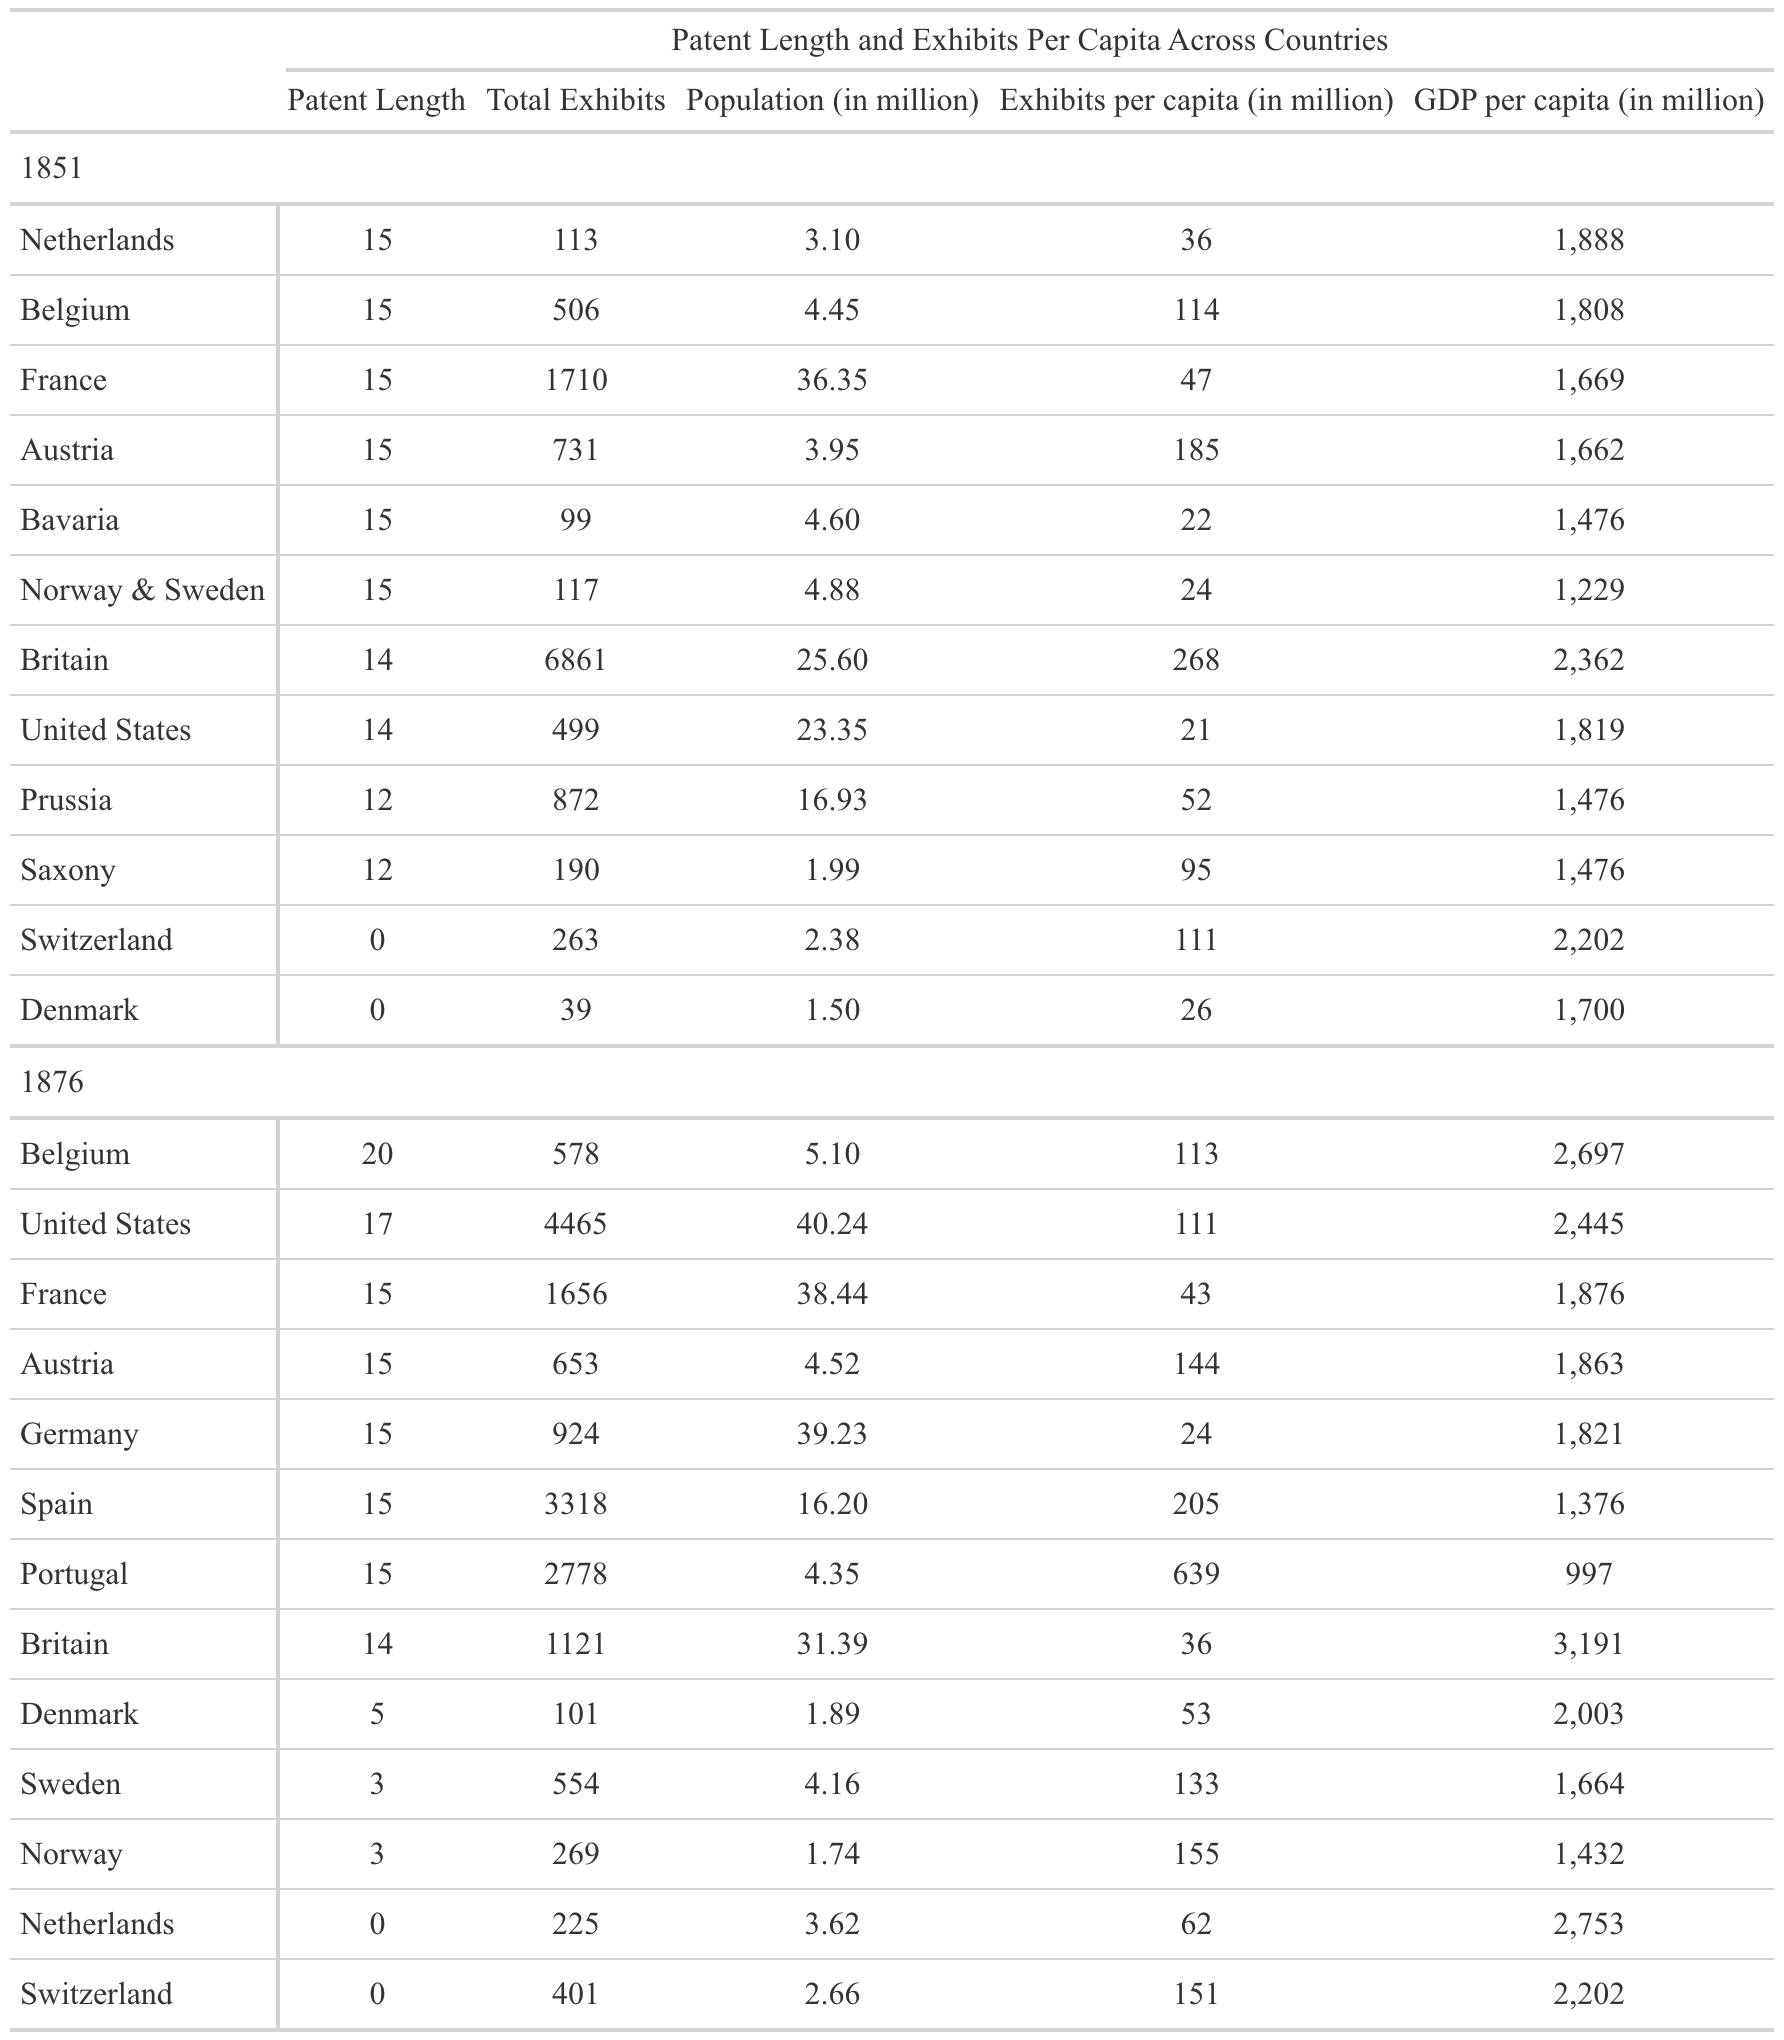 Patent Length and Exhibits Per Capita Across Countries
Patent Length Total Exhibits Population (in million) Exhibits per capita (in million) GDP per capita (in million)
1851
Netherlands 15 113 3.10 36 1,888
Belgium 15 506 4.45 114 1,808
France 15 1710 36.35 47 1,669
Austria 15 731 3.95 185 1,662
Bavaria 15 99 4.60 22 1,476
Norway & Sweden 15 117 4.88 24 1,229
Britain 14 6861 25.60 268 2,362
United States 14 499 23.35 21 1,819
Prussia 12 872 16.93 52 1,476
Saxony 12 190 1.99 95 1,476
Switzerland 0 263 2.38 111 2,202
Denmark 0 39 1.50 26 1,700
1876
Belgium 20 578 5.10 113 2,697
United States 17 4465 40.24 111 2,445
France 15 1656 38.44 43 1,876
Austria 15 653 4.52 144 1,863
Germany 15 924 39.23 24 1,821
Spain 15 3318 16.20 205 1,376
Portugal 15 2778 4.35 639 997
Britain 14 1121 31.39 36 3,191
Denmark 5 101 1.89 53 2,003
Sweden 3 554 4.16 133 1,664
Norway 3 269 1.74 155 1,432
Netherlands 0 225 3.62 62 2,753
Switzerland 0 401 2.66 151 2,202